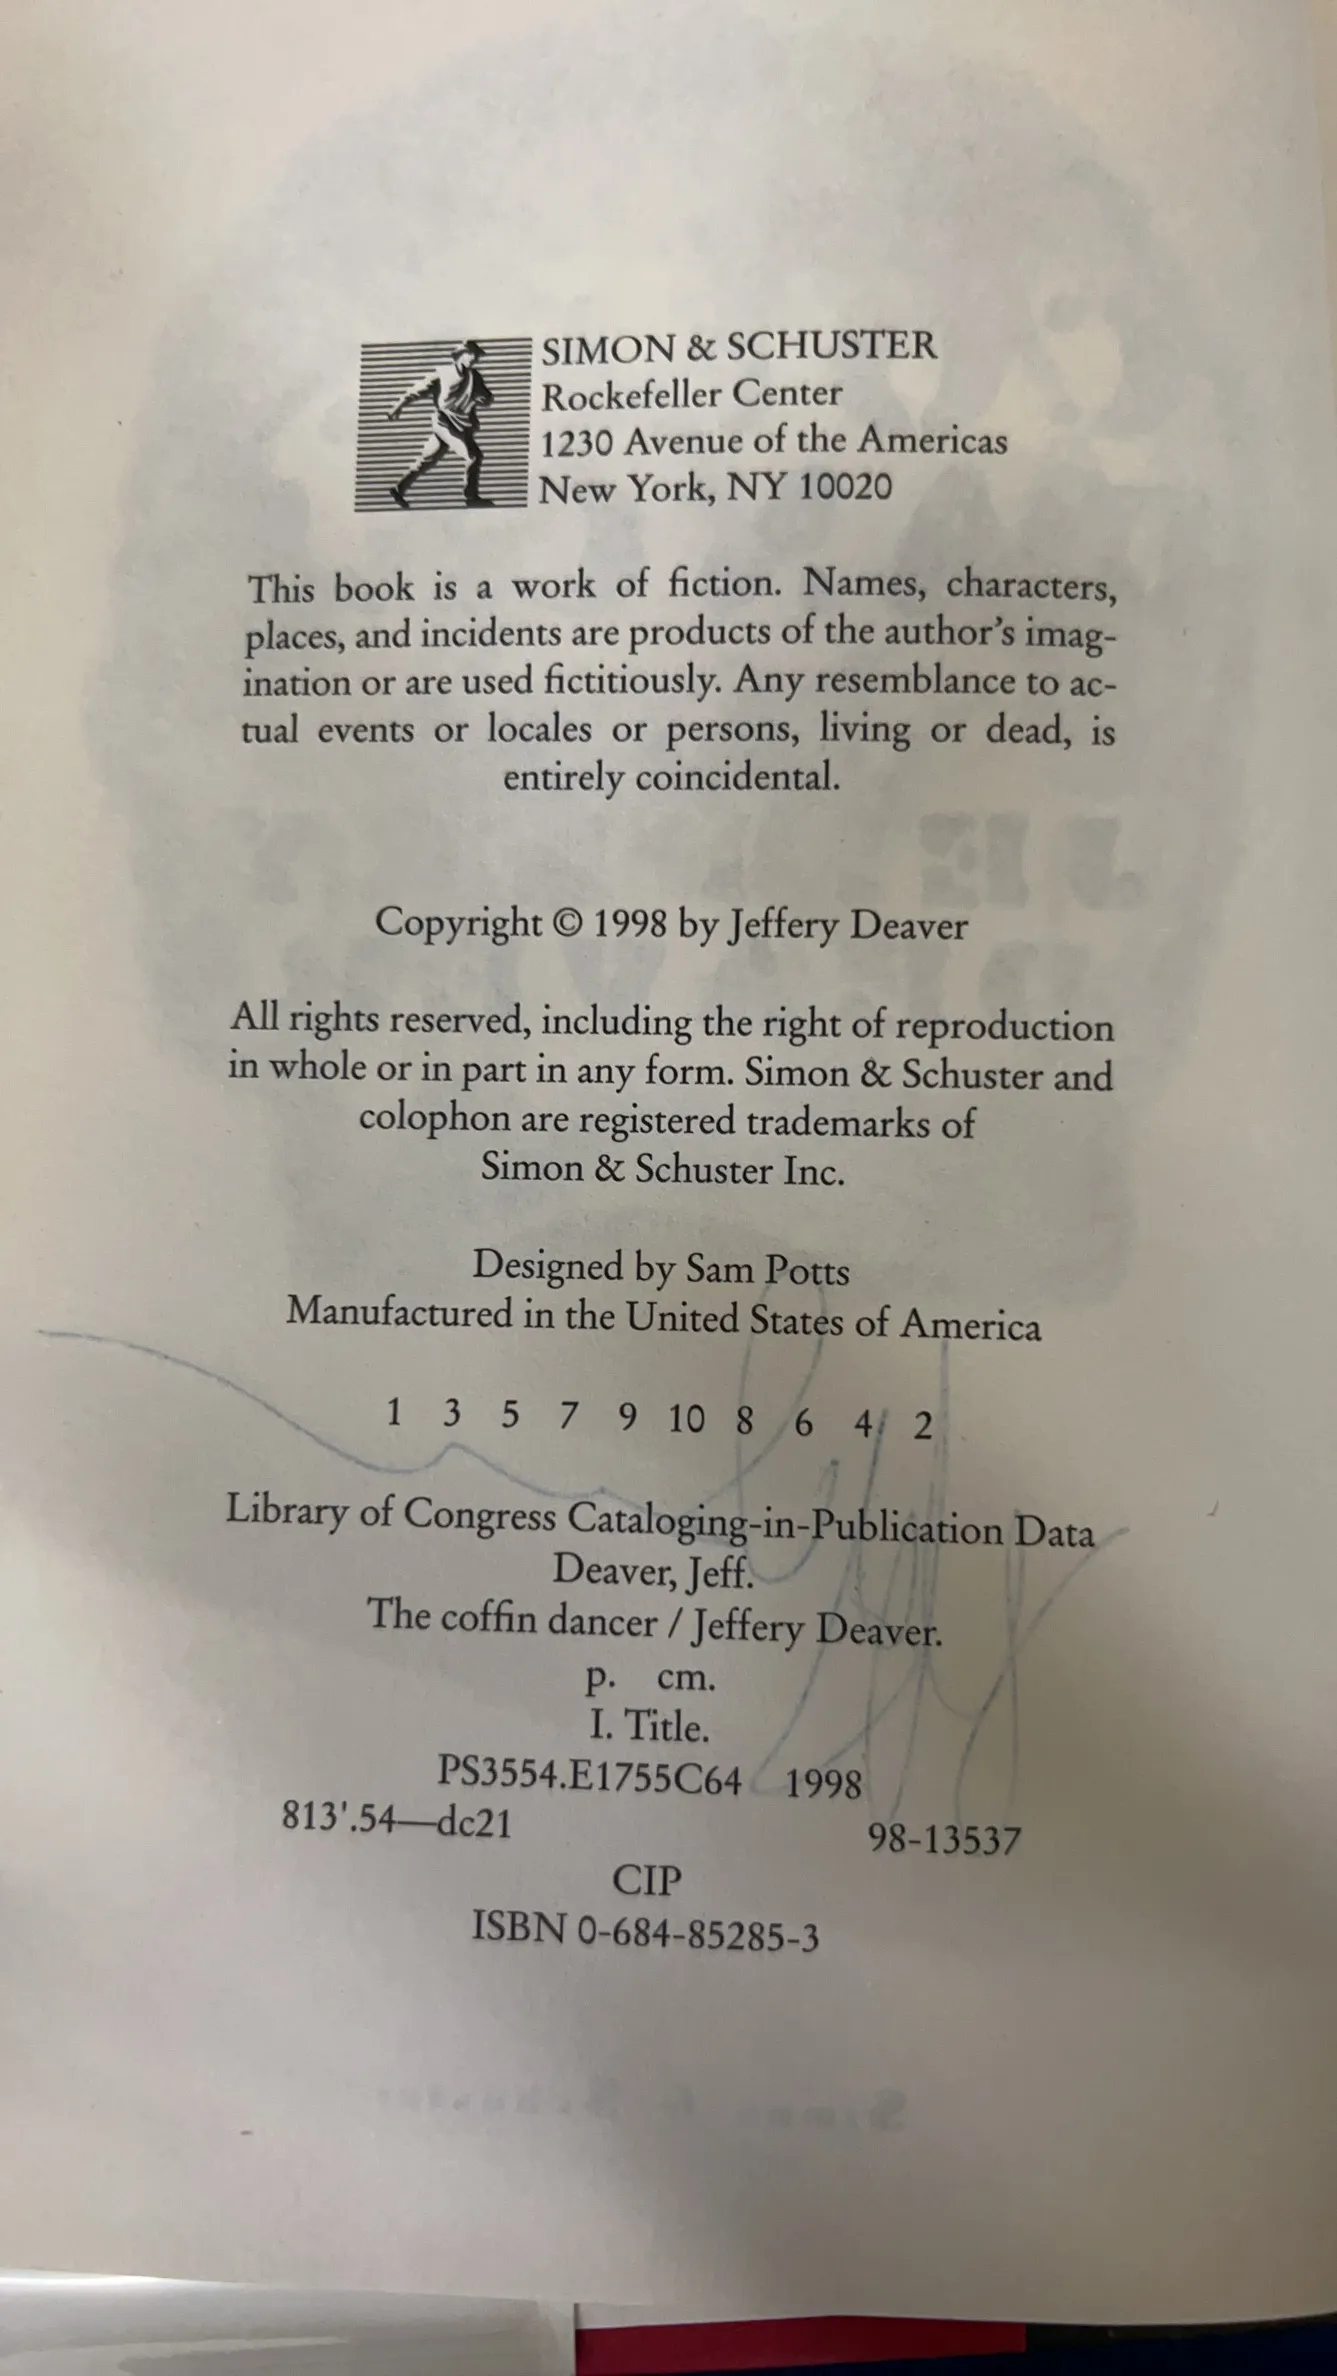 SIMON & SCHUSTER
Rockefeller Center
1230 Avenue of the Americas
New York, NY 10020
This book is a work of fiction. Names, characters,
places, and incidents are products of the author's imag-
ination or are used fictitiously. Any resemblance to ac-
tual events or locales or persons, living or dead, is
entirely coincidental.
Copyright © 1998 by Jeffery Deaver
All rights reserved, including the right of reproduction
in whole or in part in any form. Simon & Schuster and
colophon are registered trademarks of
Simon & Schuster Inc.
Designed by Sam Potts
Manufactured in the United States of America
1 3 5 7 9 10 8 6 4 2
Library of Congress Cataloging-in-Publication Data
Deaver, Jeff.
The coffin dancer / Jeffery Deaver.
p. cm.
I. Title.
PS3554.E1755C64 1998
813'.54—dc21 98-13537
CIP
ISBN 0-684-85285-3